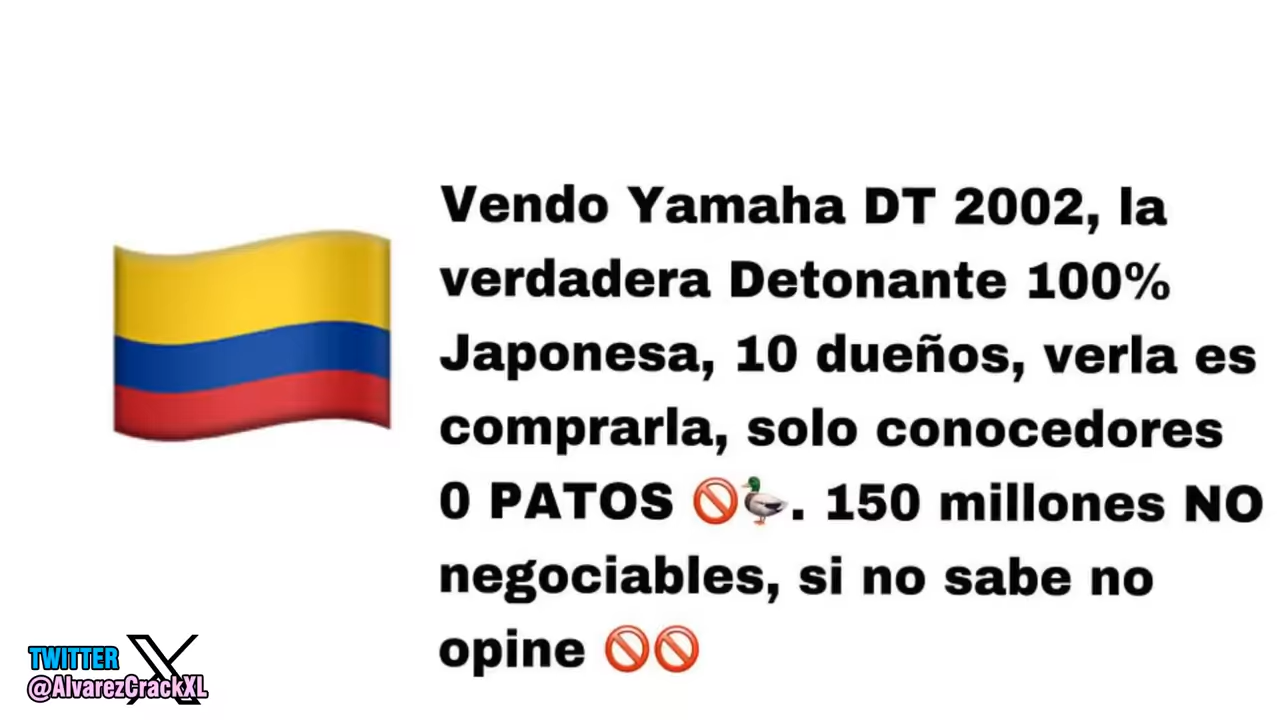 Vendo Yamaha DT 2002, la
verdadera Detonante 100%
Japonesa, 10 dueños, verla es
comprarla, solo conocedores
0 PATOS 🚫🦆. 150 millones NO
negociables, si no sabe no
opine 🚫🚫
TWITTER X
@AlvarezCrackXL